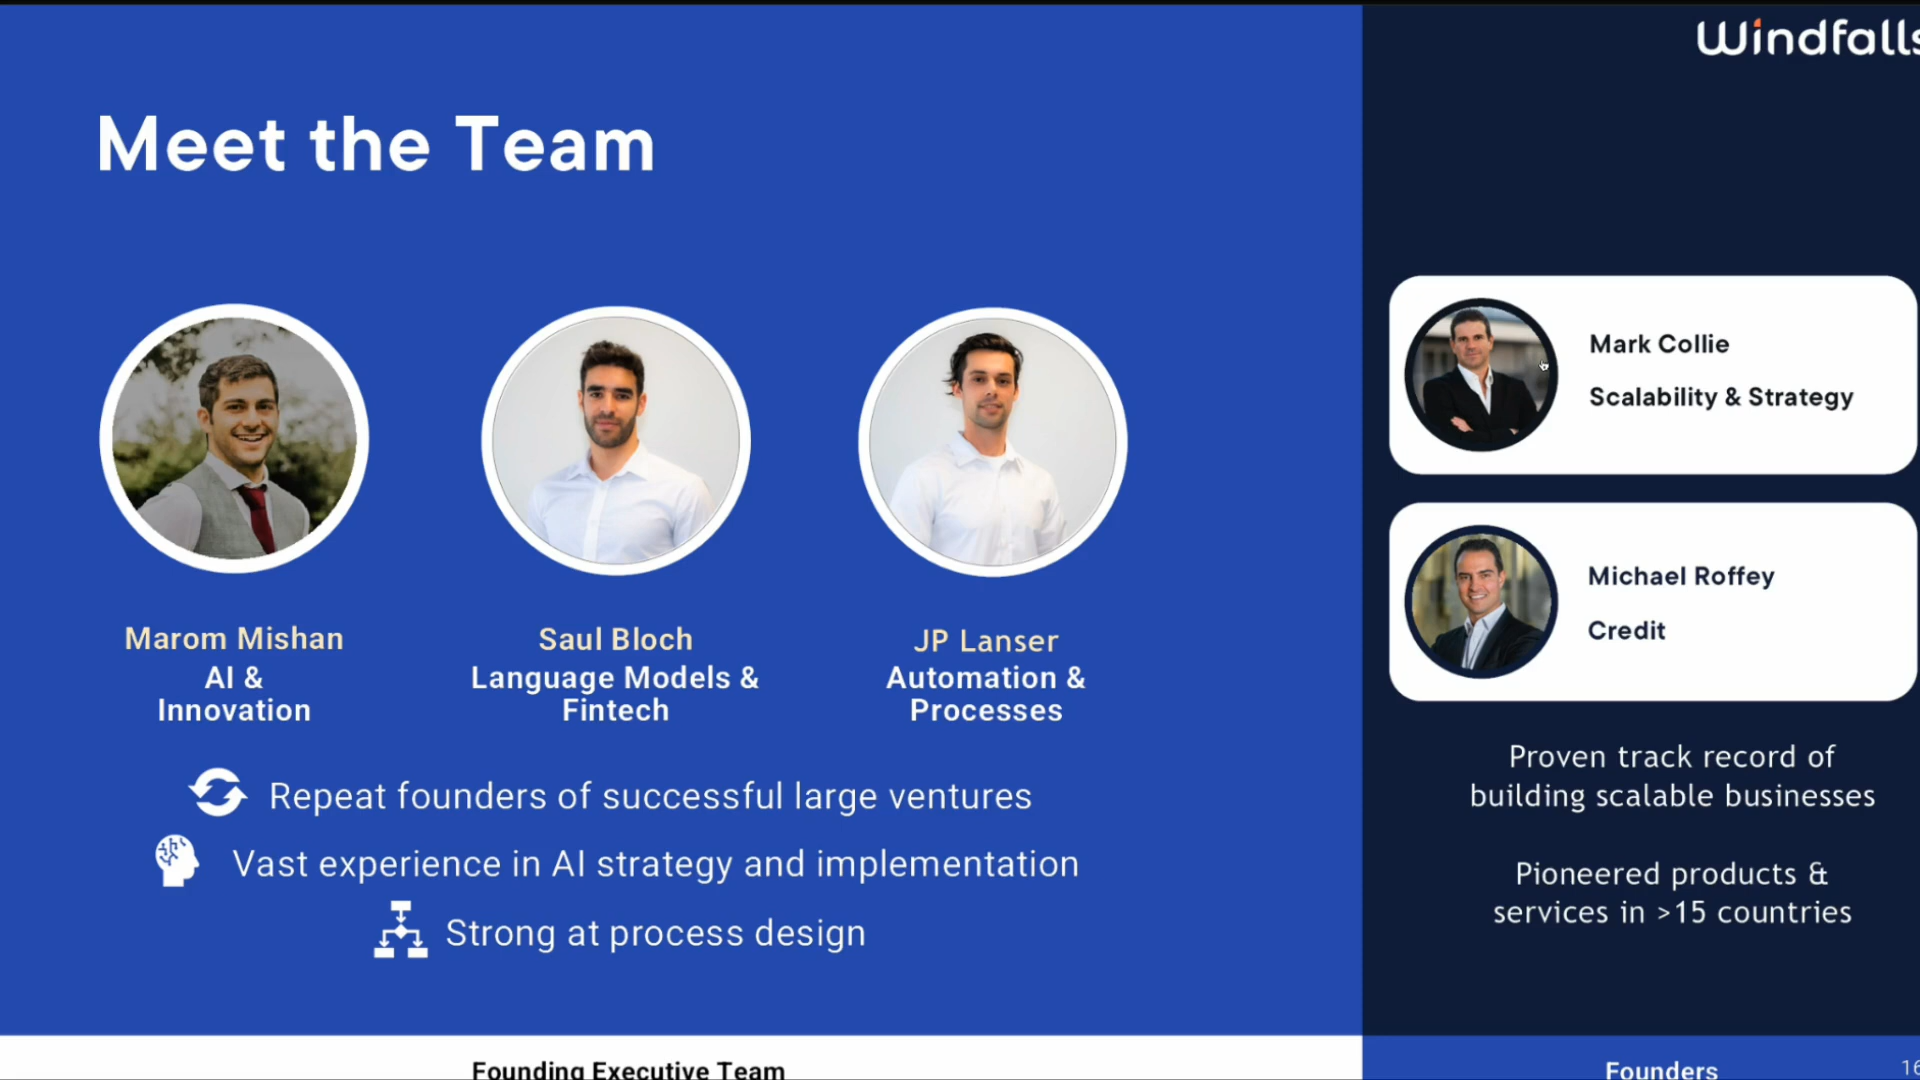 Windfalls
Meet the Team
Marom Mishan
AI &
Innovation
Saul Bloch
Language Models &
Fintech
JP Lanser
Automation &
Processes
Repeat founders of successful large ventures
Vast experience in AI strategy and implementation
Strong at process design
Founding Executive Team
Mark Collie
Scalability & Strategy
Michael Roffey
Credit
Proven track record of
building scalable businesses
Pioneered products &
services in >15 countries
Founders
16